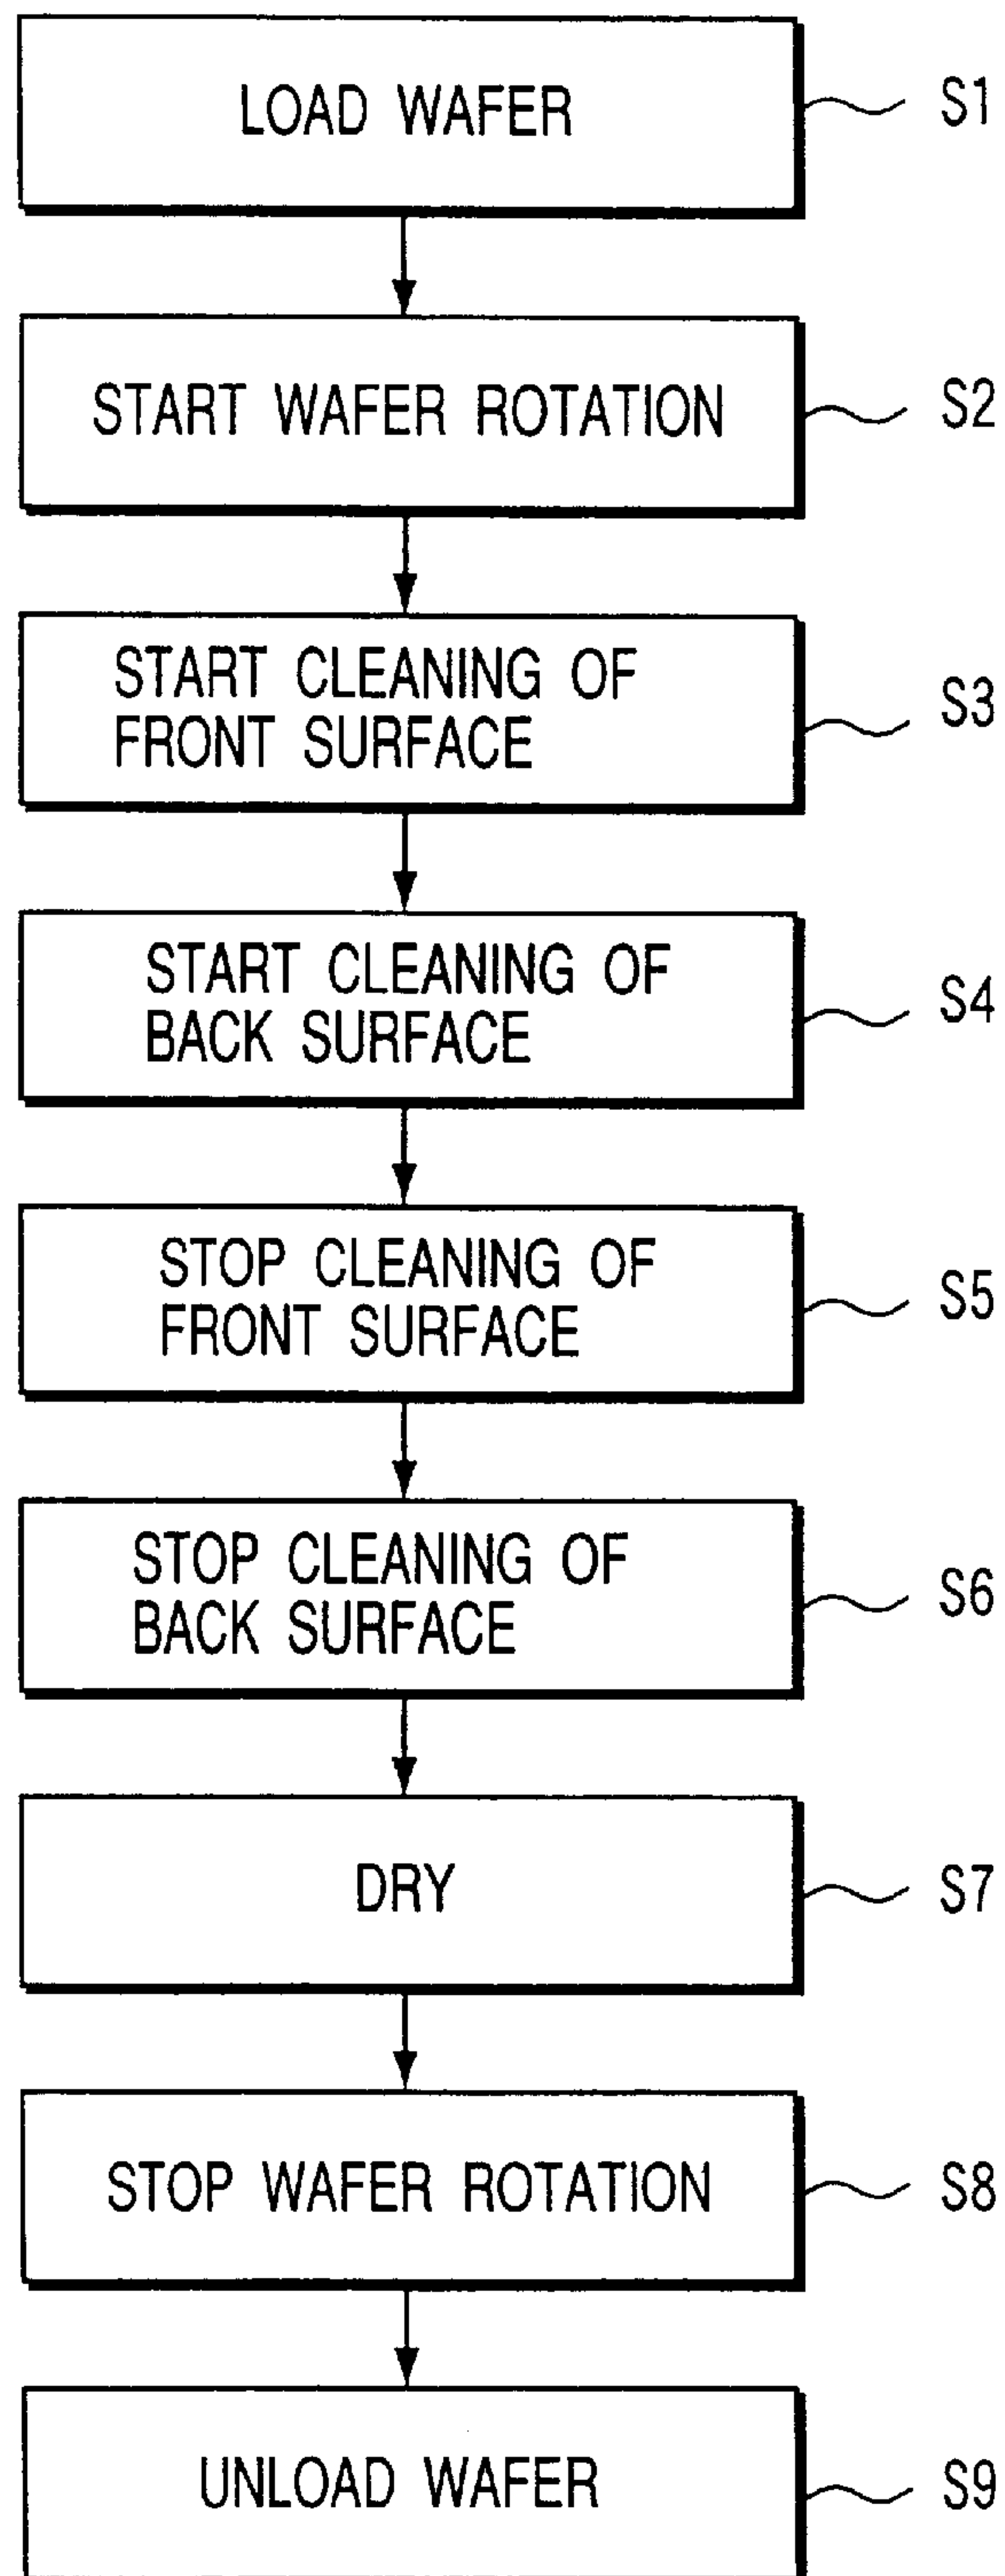 LOAD WAFER
S1
START WAFER ROTATION
S2
START CLEANING OF
FRONT SURFACE
S3
START CLEANING OF
BACK SURFACE
S4
STOP CLEANING OF
FRONT SURFACE
S5
STOP CLEANING OF
BACK SURFACE
S6
DRY
S7
STOP WAFER ROTATION
S8
UNLOAD WAFER
S9